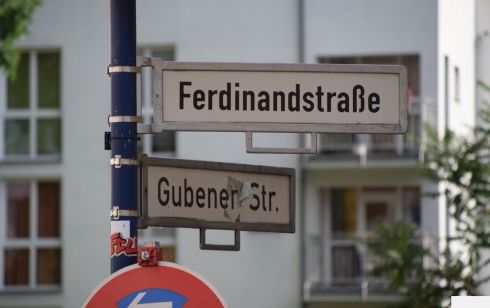 Ferdinandstraße
Gubener Str.